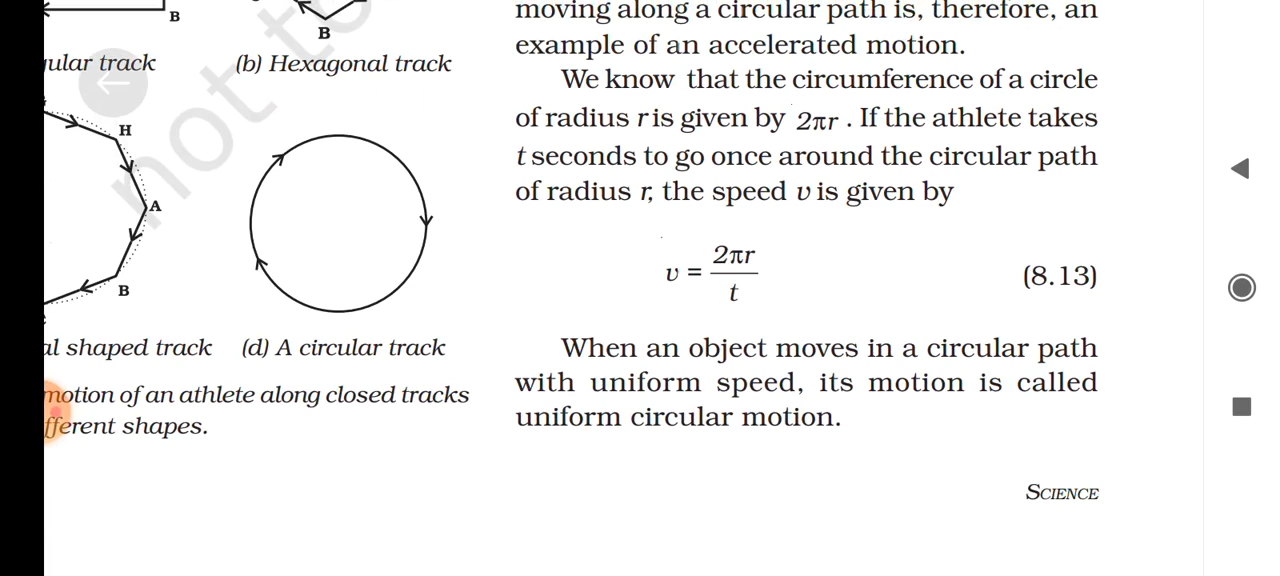 B
B
gular track
(b) Hexagonal track
H
A
B
al shaped track
(d) A circular track
motion of an athlete along closed tracks
fferent shapes.
not to
moving along a circular path is, therefore, an
example of an accelerated motion.
We know that the circumference of a circle
of radius r is given by 2πr . If the athlete takes
t seconds to go once around the circular path
of radius r, the speed v is given by
v = 2πr / t (8.13)
When an object moves in a circular path
with uniform speed, its motion is called
uniform circular motion.
SCIENCE